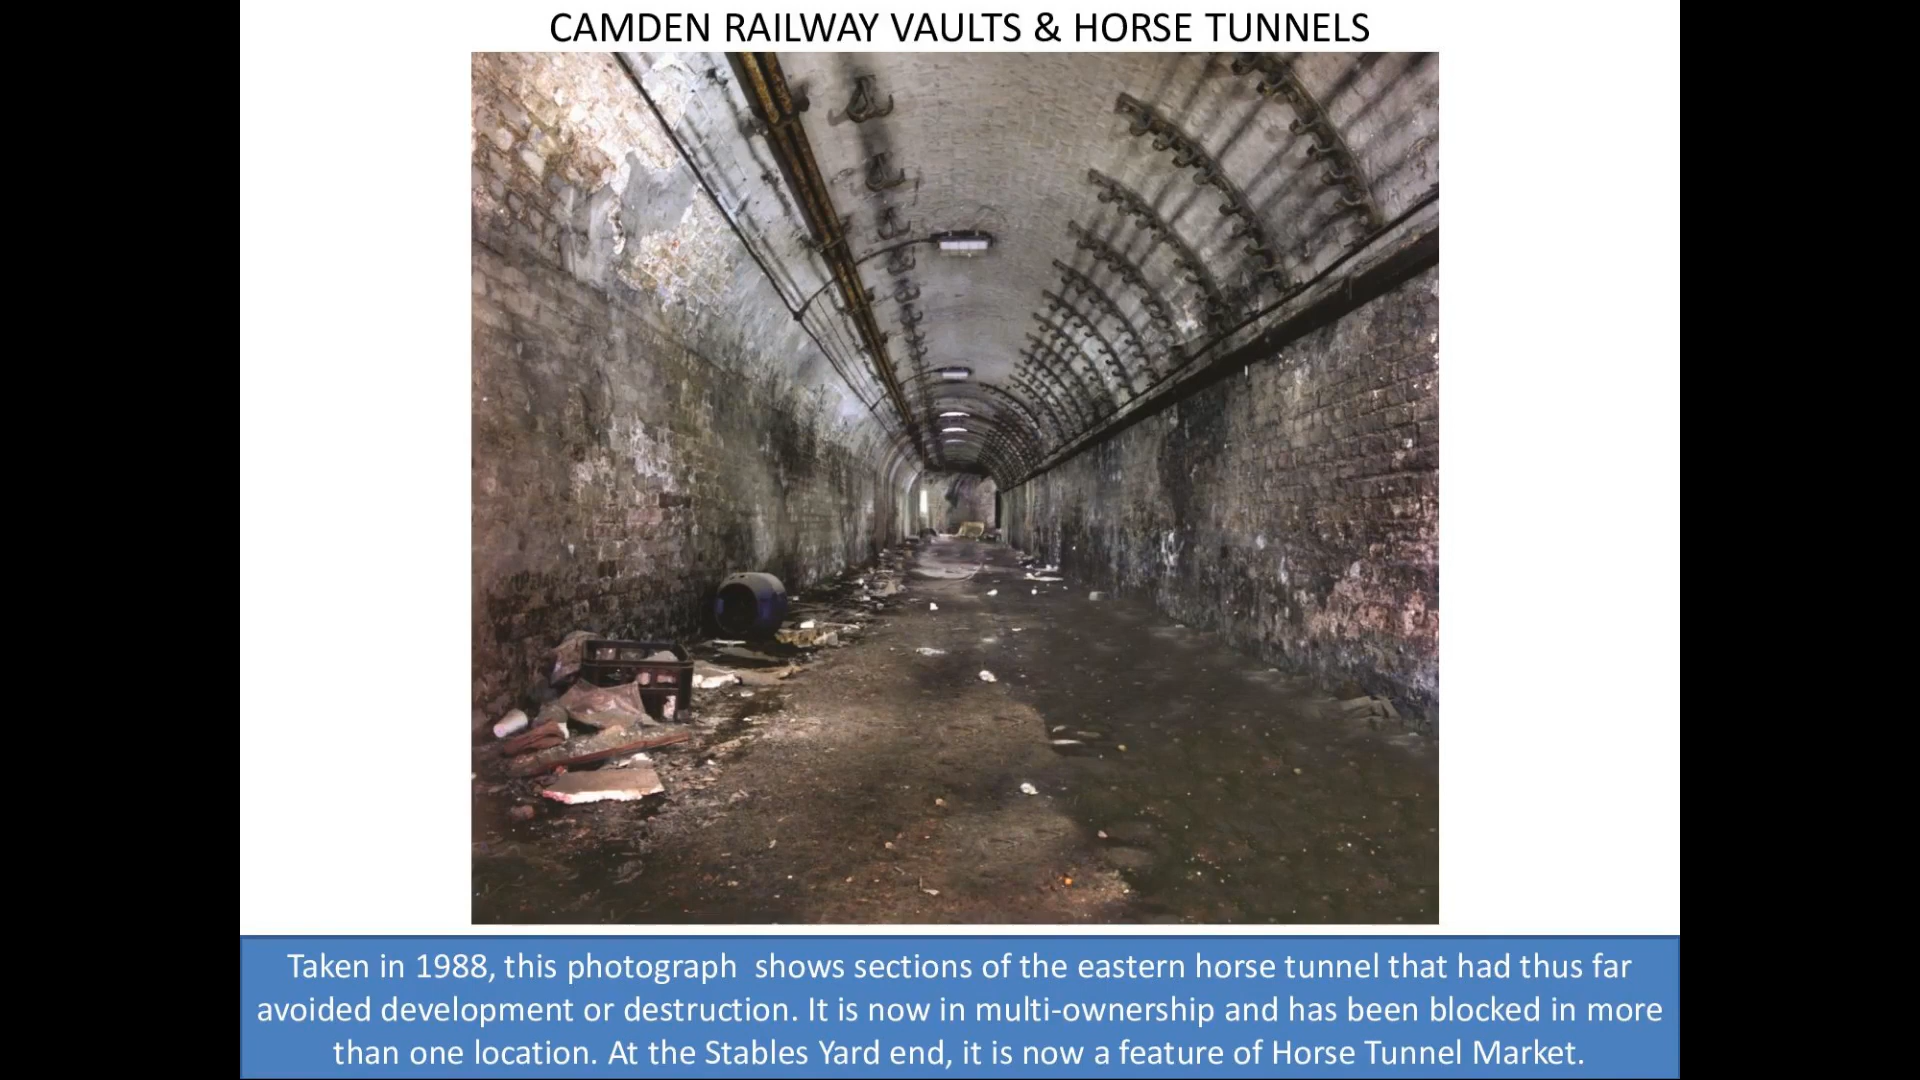 CAMDEN RAILWAY VAULTS & HORSE TUNNELS
Taken in 1988, this photograph  shows sections of the eastern horse tunnel that had thus far
avoided development or destruction. It is now in multi-ownership and has been blocked in more
than one location. At the Stables Yard end, it is now a feature of Horse Tunnel Market.